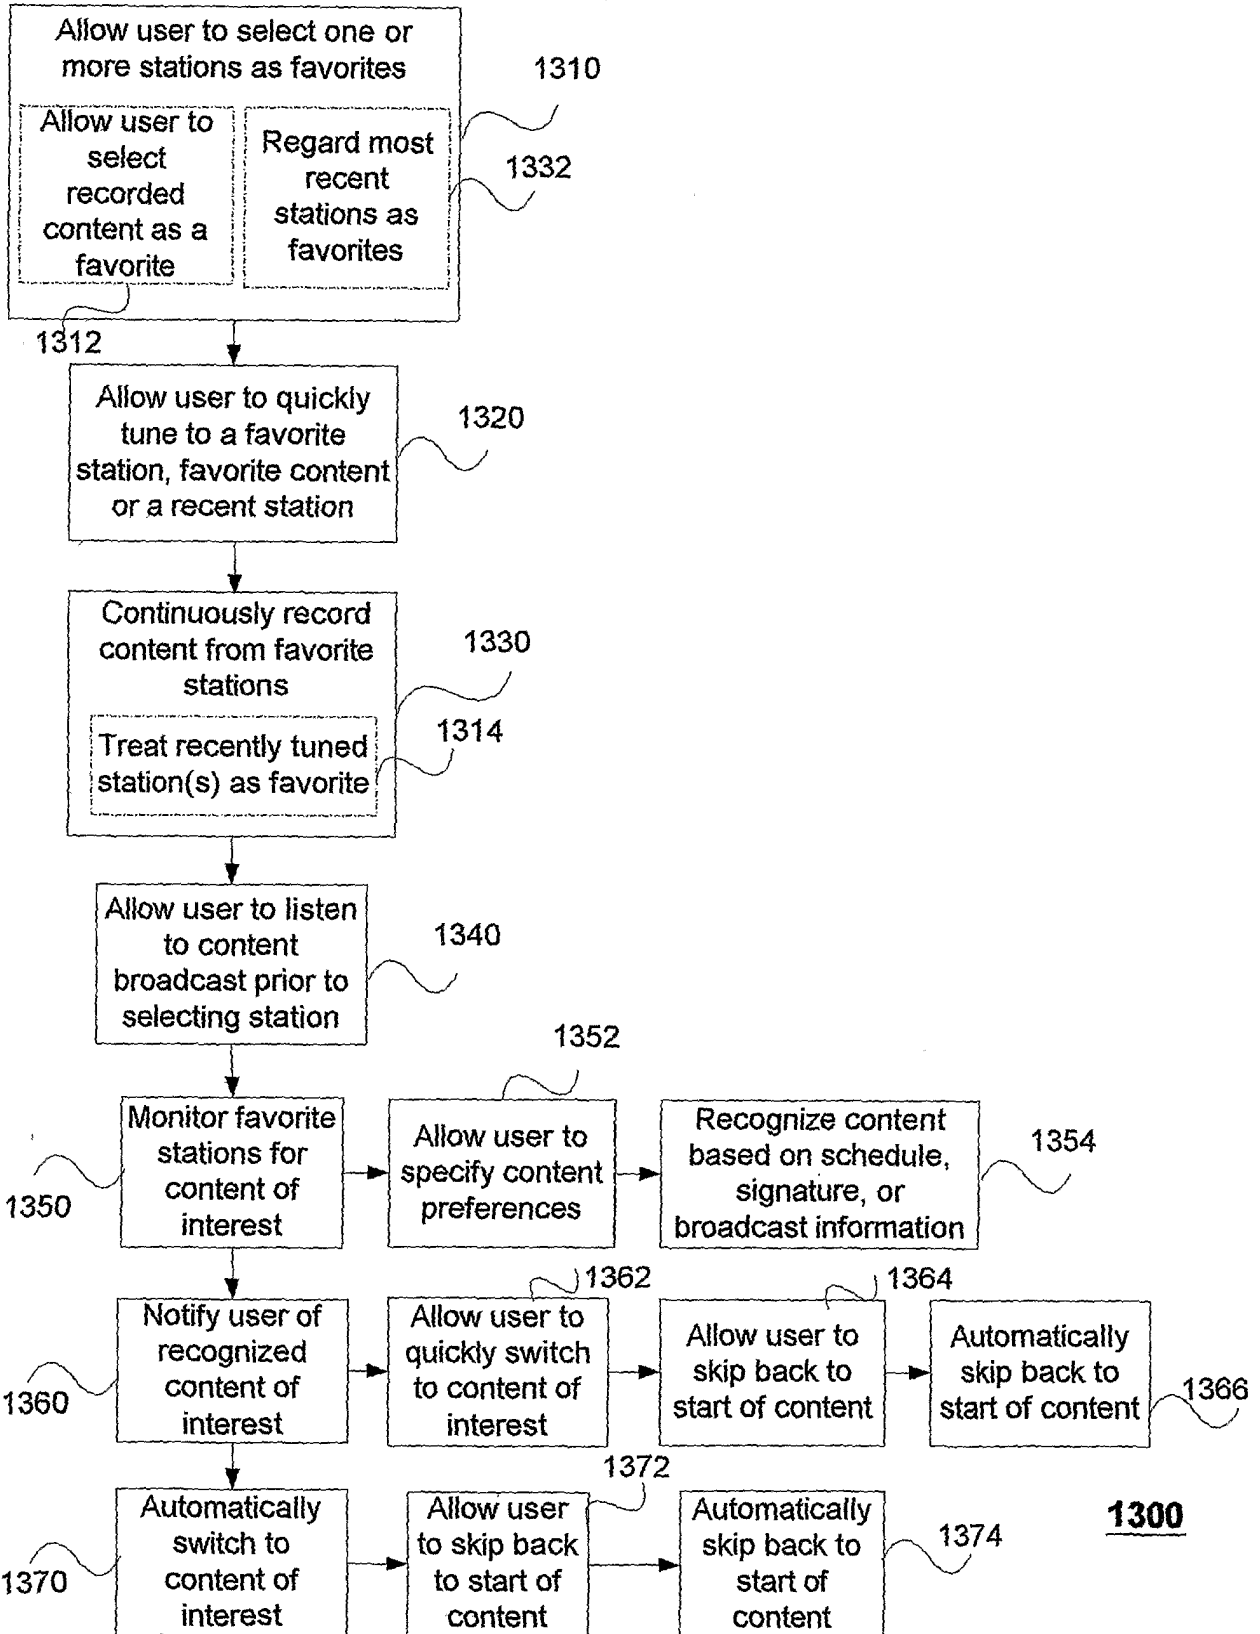 Allow user to select one or
more stations as favorites
1310
Allow user to
select
recorded
content as a
favorite
Regard most
recent
stations as
favorites
1332
1312
Allow user to quickly
tune to a favorite
station, favorite content
or a recent station
1320
Continuously record
content from favorite
stations
1330
Treat recently tuned
station(s) as favorite
1314
Allow user to listen
to content
broadcast prior to
selecting station
1340
Monitor favorite
stations for
content of
interest
1350
1352
Allow user to
specify content
preferences
Recognize content
based on schedule,
signature, or
broadcast information
1354
Notify user of
recognized
content of
interest
1360
1362
Allow user to
quickly switch
to content of
interest
1364
Allow user to
skip back to
start of content
Automatically
skip back to
start of content
1366
Automatically
switch to
content of
interest
1370
1372
Allow user
to skip back
to start of
content
Automatically
skip back to
start of
content
1374
1300